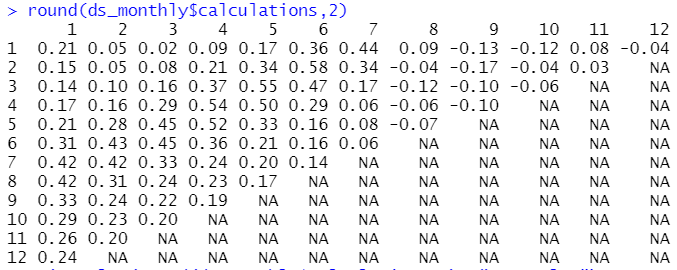 > round(ds_monthly$calculations,2)
1 2 3 4 5 6 7 8 9 10 11 12
1 0.21 0.05 0.02 0.09 0.17 0.36 0.44 0.09 -0.13 -0.12 0.08 -0.04
2 0.15 0.05 0.08 0.21 0.34 0.58 0.34 -0.04 -0.17 -0.04 0.03 NA
3 0.14 0.10 0.16 0.37 0.55 0.47 0.17 -0.12 -0.10 -0.06 NA NA
4 0.17 0.16 0.29 0.54 0.50 0.29 0.06 -0.06 -0.10 NA NA NA
5 0.21 0.28 0.45 0.52 0.33 0.16 0.08 -0.07 NA NA NA NA
6 0.31 0.43 0.45 0.36 0.21 0.16 0.06 NA NA NA NA NA
7 0.42 0.42 0.33 0.24 0.20 0.14 NA NA NA NA NA NA
8 0.42 0.31 0.24 0.23 0.17 NA NA NA NA NA NA NA
9 0.33 0.24 0.22 0.19 NA NA NA NA NA NA NA NA
10 0.29 0.23 0.20 NA NA NA NA NA NA NA NA NA
11 0.26 0.20 NA NA NA NA NA NA NA NA NA NA
12 0.24 NA NA NA NA NA NA NA NA NA NA NA